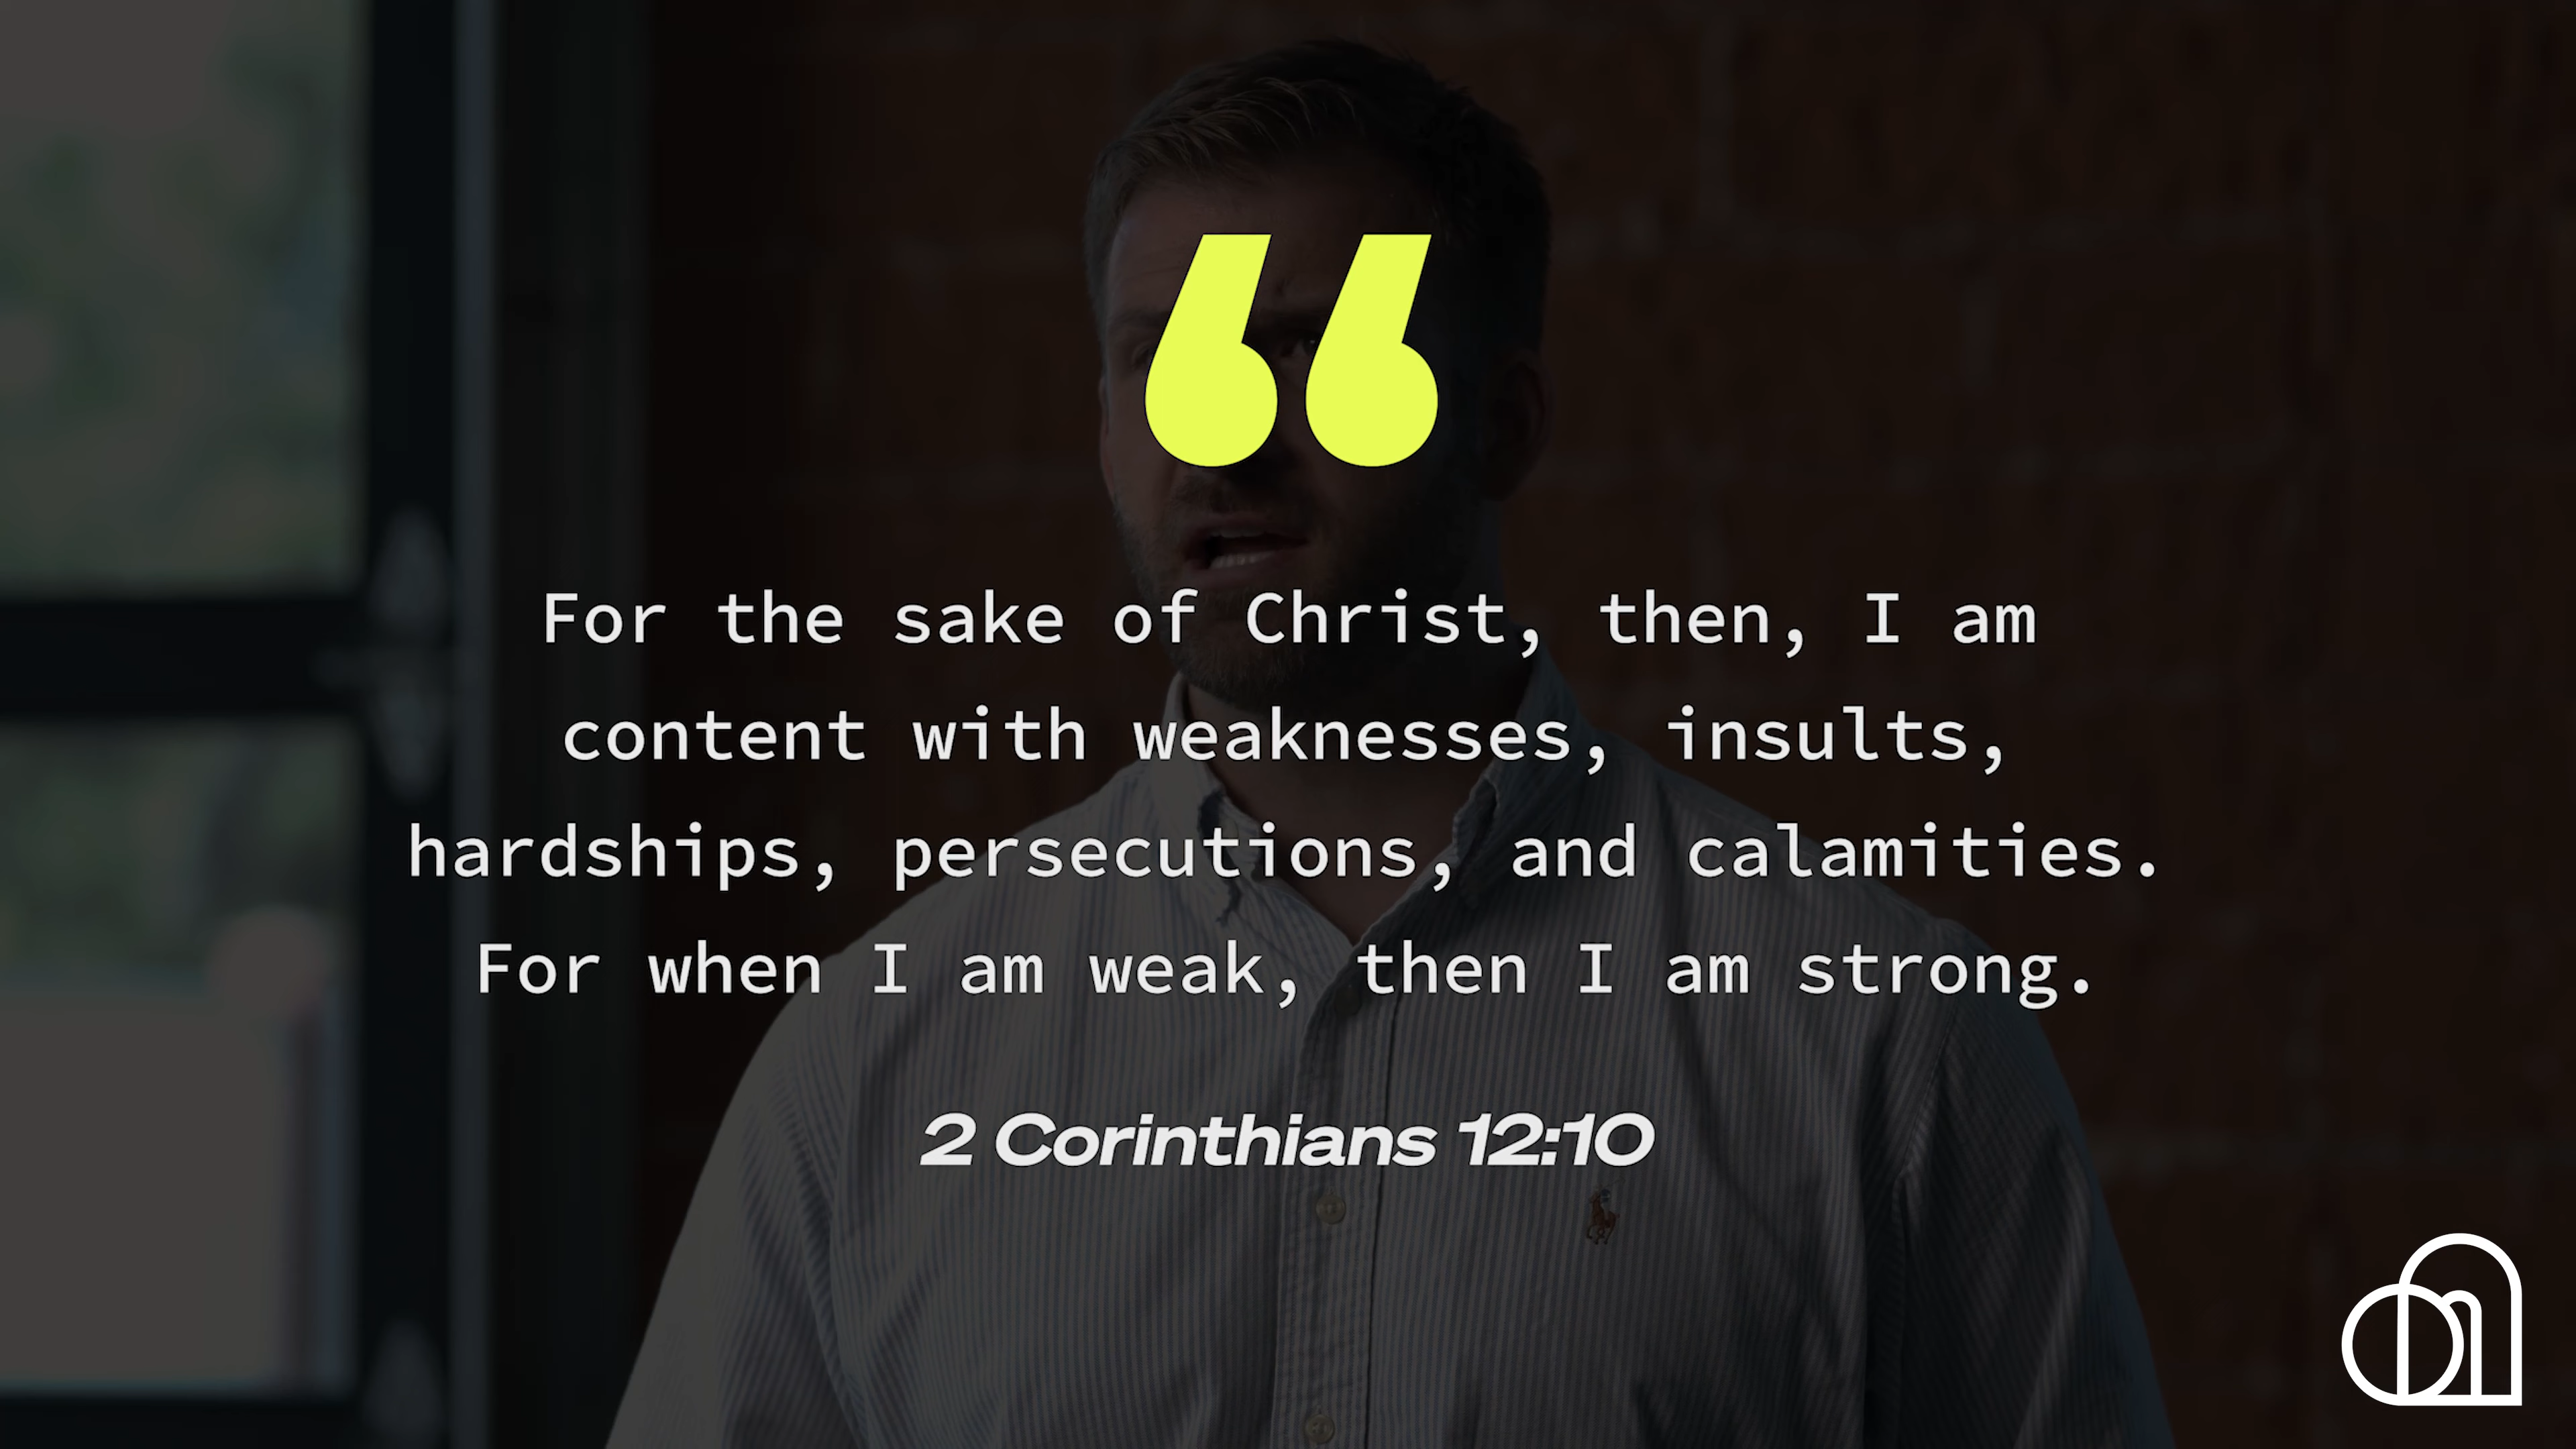 “
For the sake of Christ, then, I am
content with weaknesses, insults,
hardships, persecutions, and calamities.
For when I am weak, then I am strong.
2 Corinthians 12:10